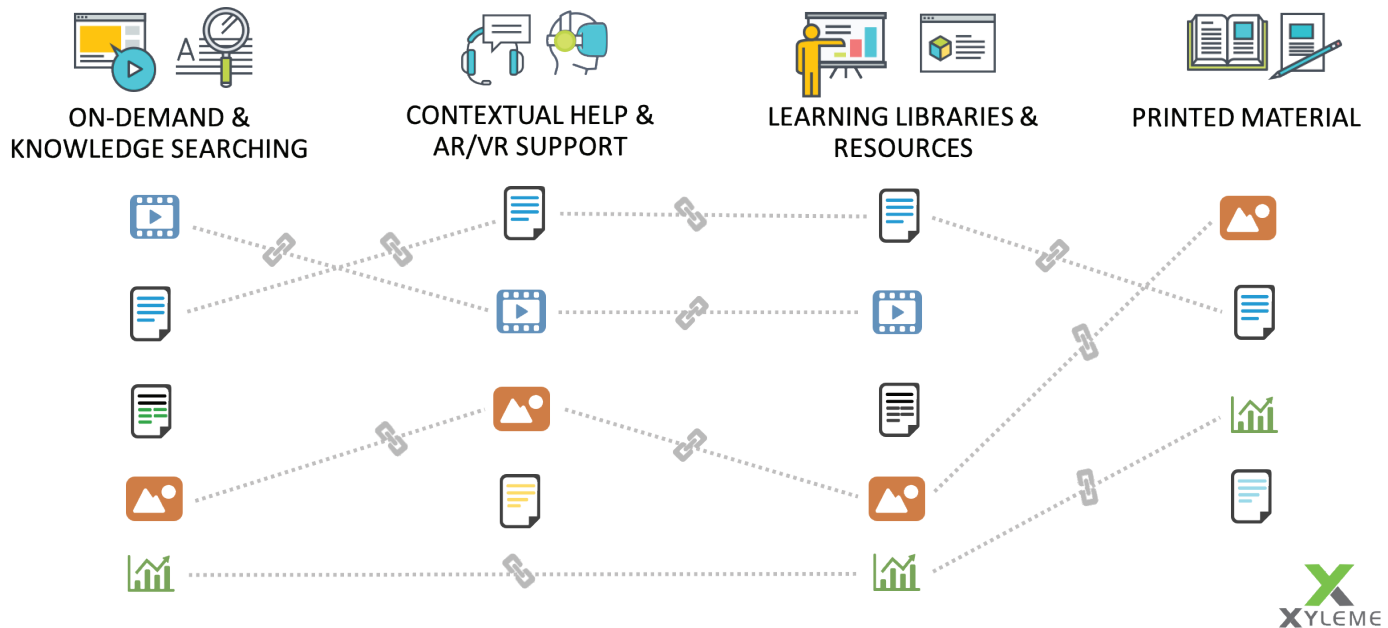 ON-DEMAND &
KNOWLEDGE SEARCHING
CONTEXTUAL HELP &
AR/VR SUPPORT
LEARNING LIBRARIES &
RESOURCES
PRINTED MATERIAL
A
XYLEME